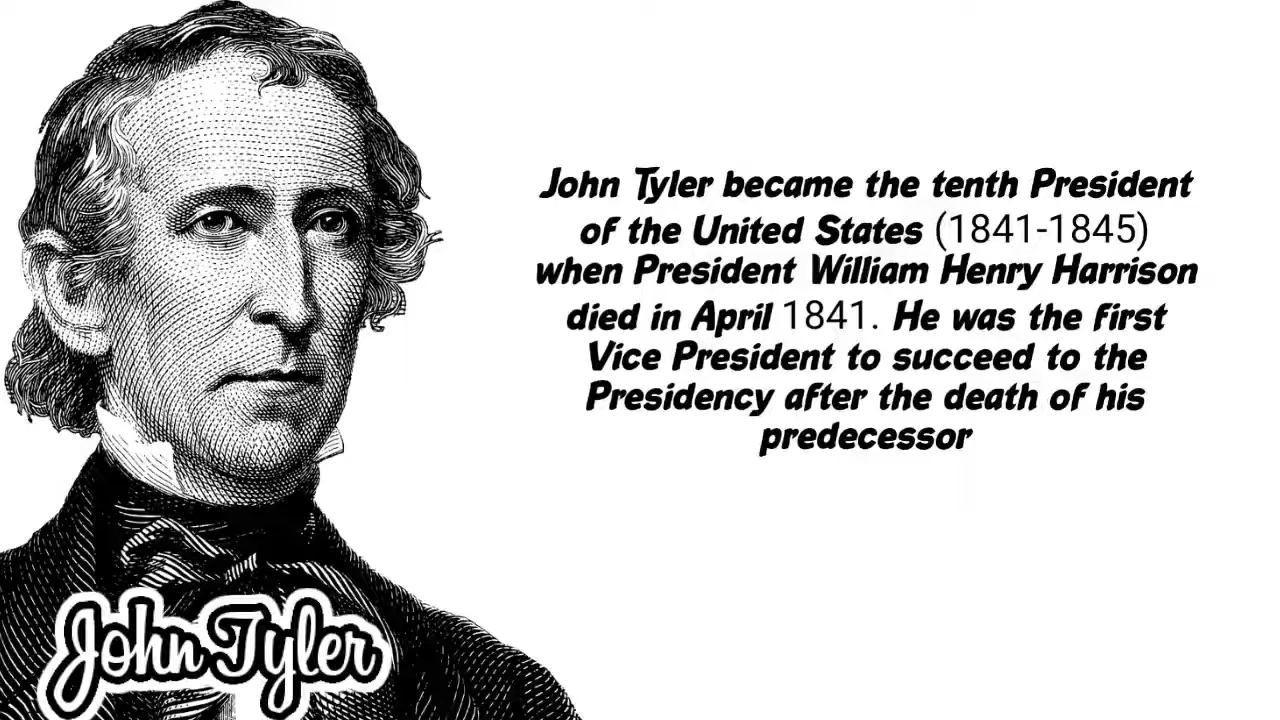 John Tyler became the tenth President
of the United States (1841-1845)
when President William Henry Harrison
died in April 1841. He was the first
Vice President to succeed to the
Presidency after the death of his
predecessor
John Tyler